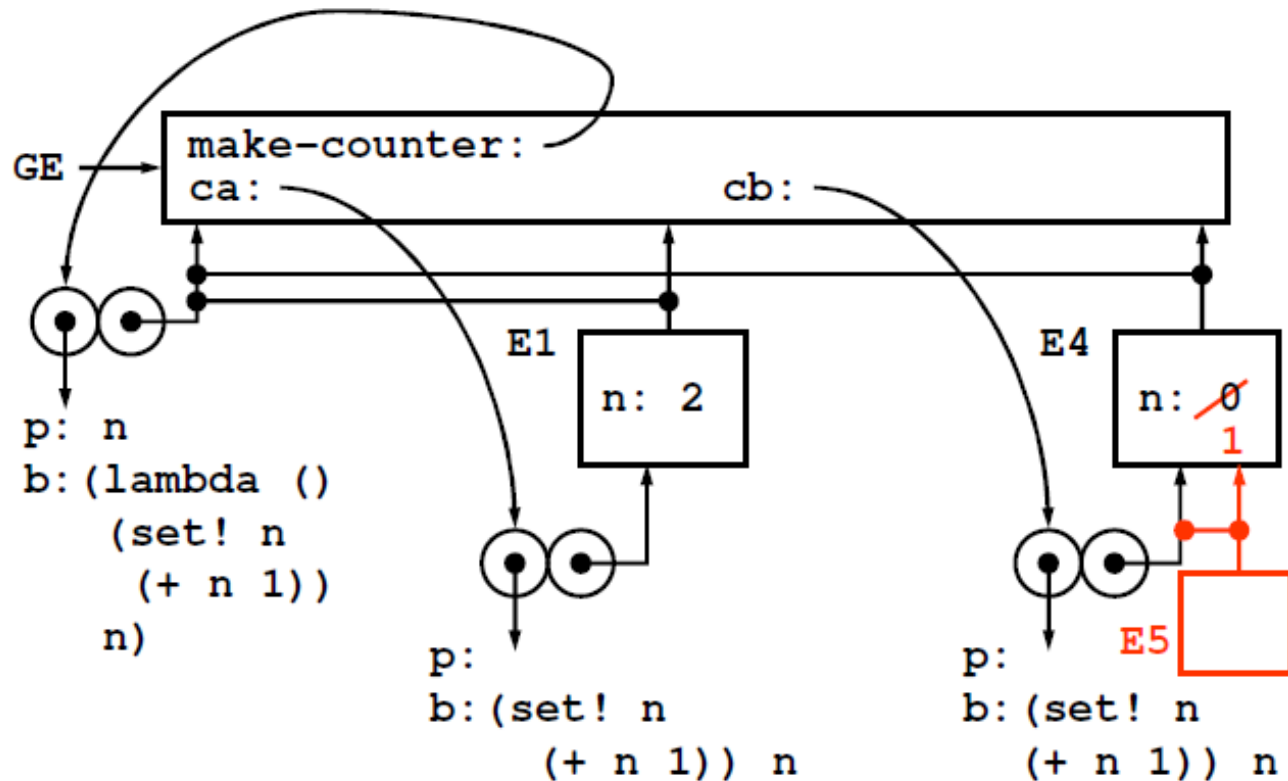 make-counter:
GE
ca: cb:
E1
n: 2
E4
n: 0
1
p: n
b:(lambda ()
(set! n
(+ n 1))
n)
p:
b:(set! n
(+ n 1)) n
E5
p:
b:(set! n
(+ n 1)) n